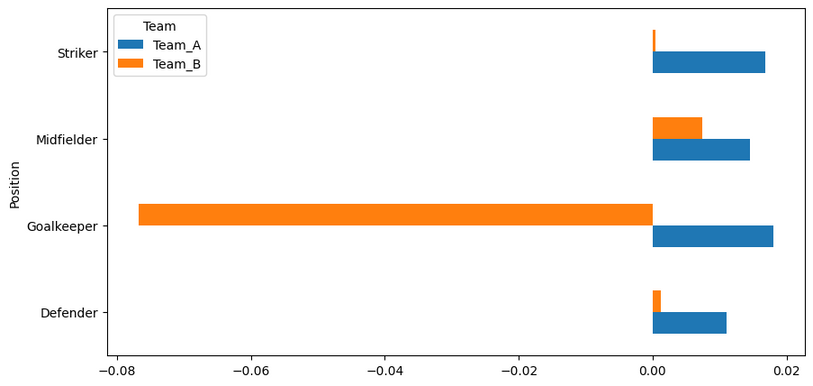 Team
Team_A
Team_B
Striker
Midfielder
Goalkeeper
Defender
Position
−0.08 −0.06 −0.04 −0.02 0.00 0.02